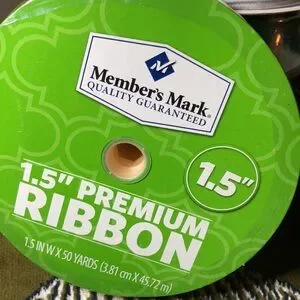 Member's Mark
QUALITY GUARANTEED
1.5"
1.5" PREMIUM
RIBBON
1.5 IN W X 50 YARDS (3.81 cm X 45.72 m)